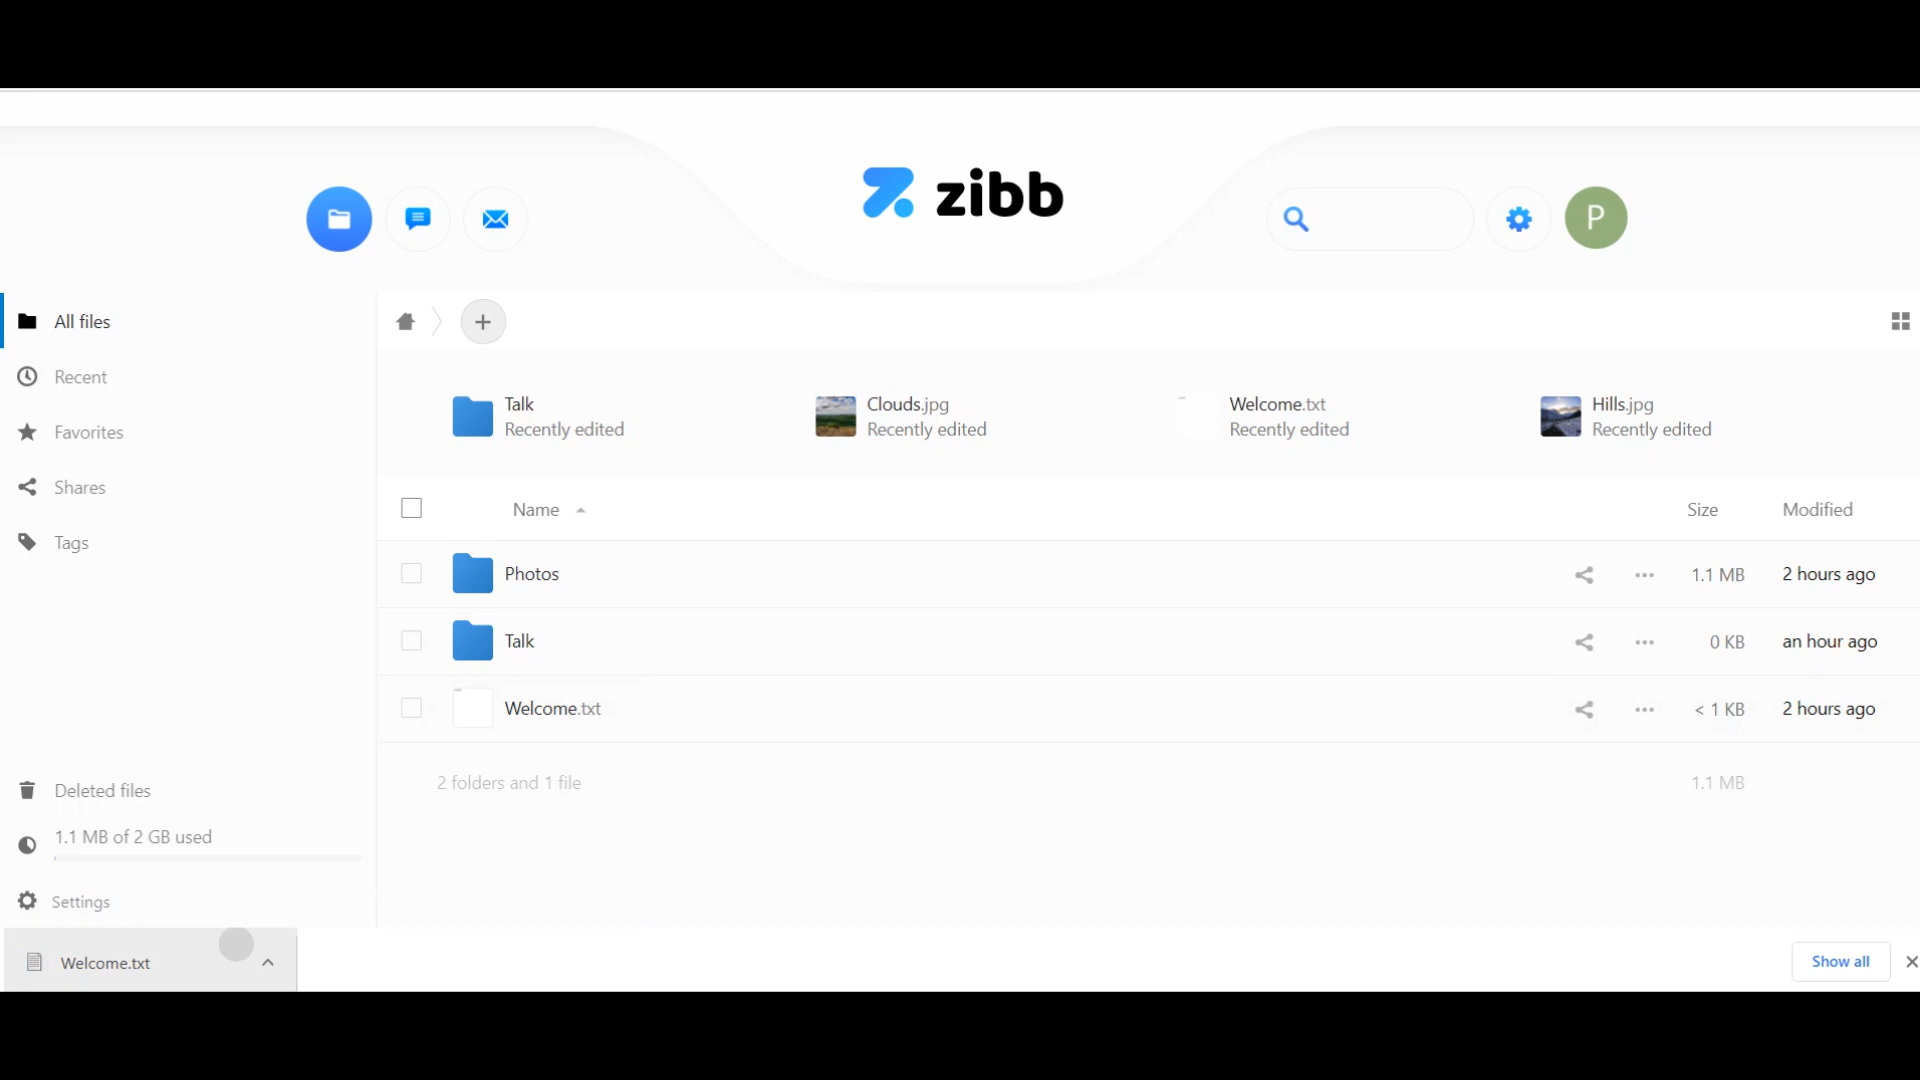 zibb
P
All files
Recent
Favorites
Shares
Tags
Talk
Recently edited
Clouds.jpg
Recently edited
Welcome.txt
Recently edited
Hills.jpg
Recently edited
Name
Size
Modified
Photos
1.1 MB
2 hours ago
Talk
0 KB
an hour ago
Welcome.txt
< 1 KB
2 hours ago
2 folders and 1 file
1.1 MB
Deleted files
1.1 MB of 2 GB used
Settings
Welcome.txt
Show all